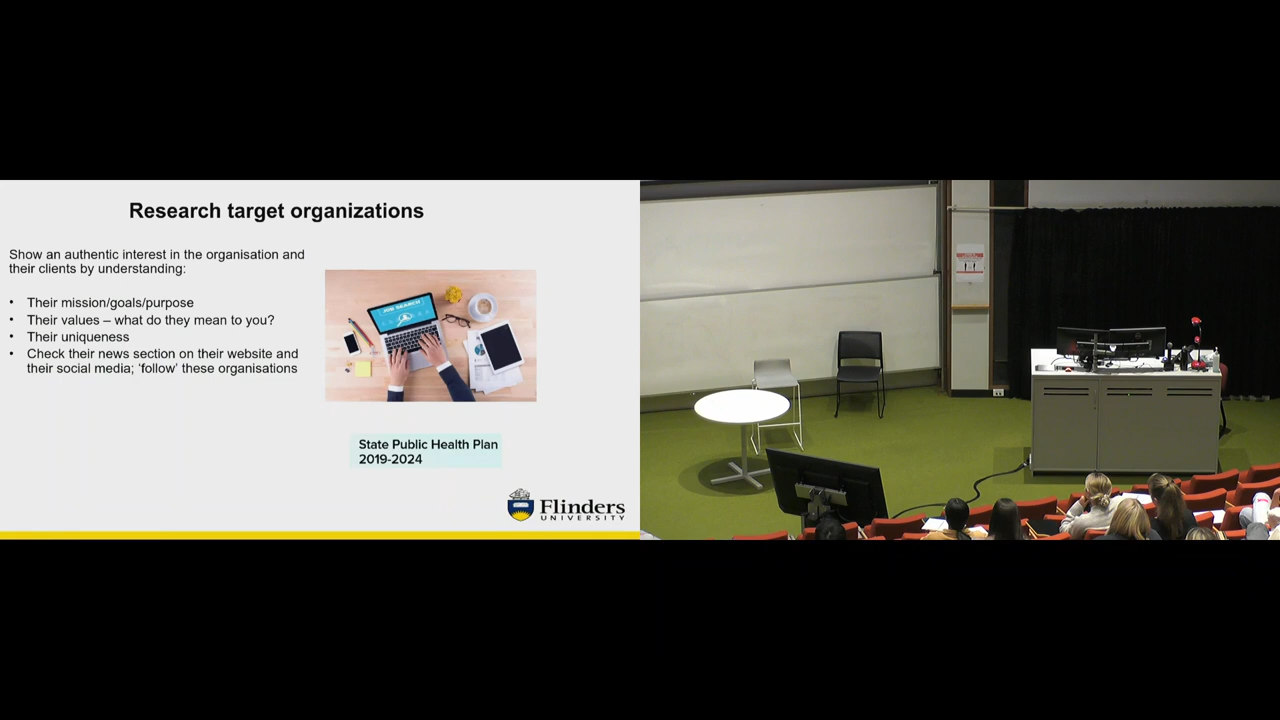 Research target organizations
Show an authentic interest in the organisation and
their clients by understanding:
• Their mission/goals/purpose
• Their values – what do they mean to you?
• Their uniqueness
• Check their news section on their website and
their social media; ‘follow’ these organisations
JOB SEARCH
State Public Health Plan
2019-2024
Flinders
UNIVERSITY